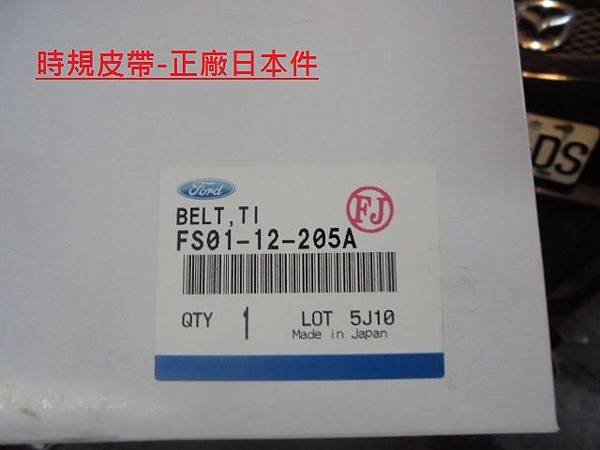 時規皮帶-正廠日本件
DS
Ford
BELT,TI
FJ
FS01-12-205A
QTY 1 LOT 5J10
Made in Japan